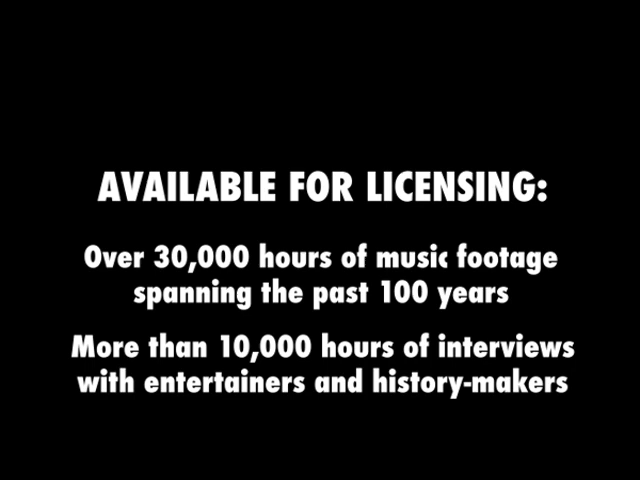 AVAILABLE FOR LICENSING:
Over 30,000 hours of music footage
spanning the past 100 years
More than 10,000 hours of interviews
with entertainers and history-makers